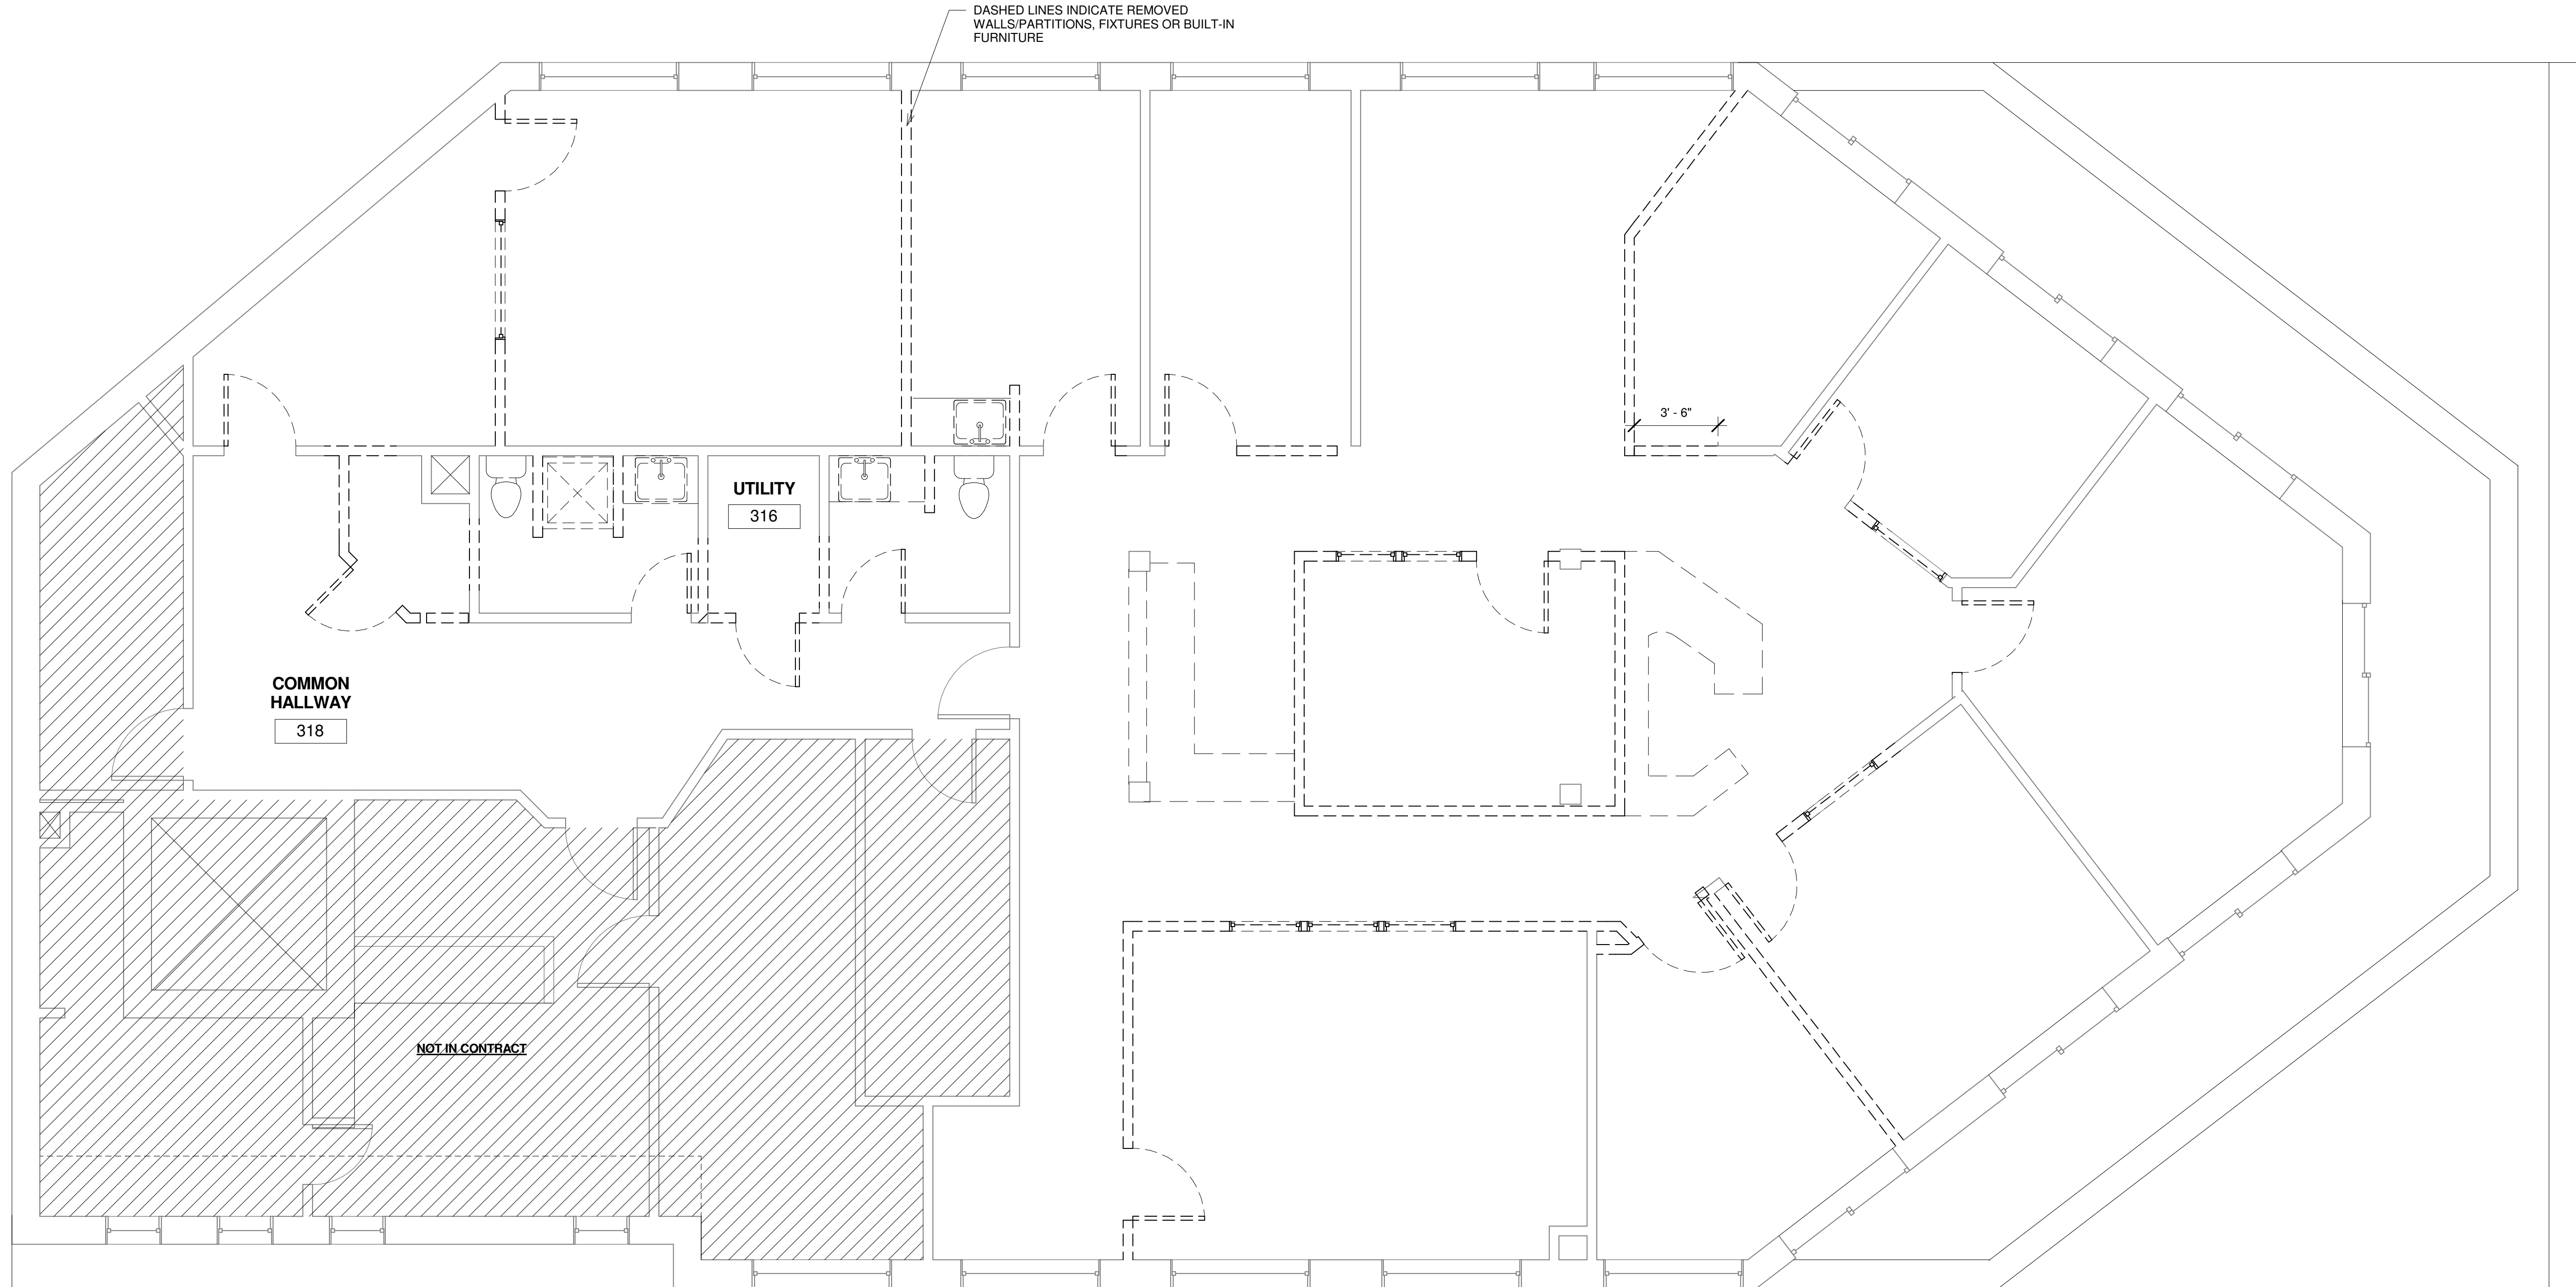 DASHED LINES INDICATE REMOVED
WALLS/PARTITIONS, FIXTURES OR BUILT-IN
FURNITURE
3' - 6"
UTILITY
316
COMMON
HALLWAY
318
NOT IN CONTRACT